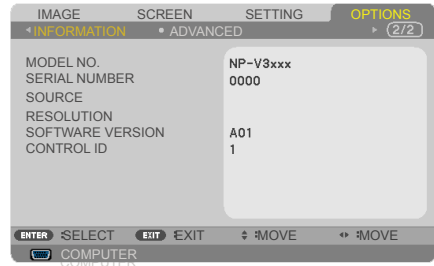 IMAGE SCREEN SETTING OPTIONS
INFORMATION • ADVANCED (2/2)
MODEL NO. NP-V3xxx
SERIAL NUMBER 0000
SOURCE
RESOLUTION
SOFTWARE VERSION A01
CONTROL ID 1
ENTER :SELECT EXIT :EXIT :MOVE :MOVE
COMPUTER